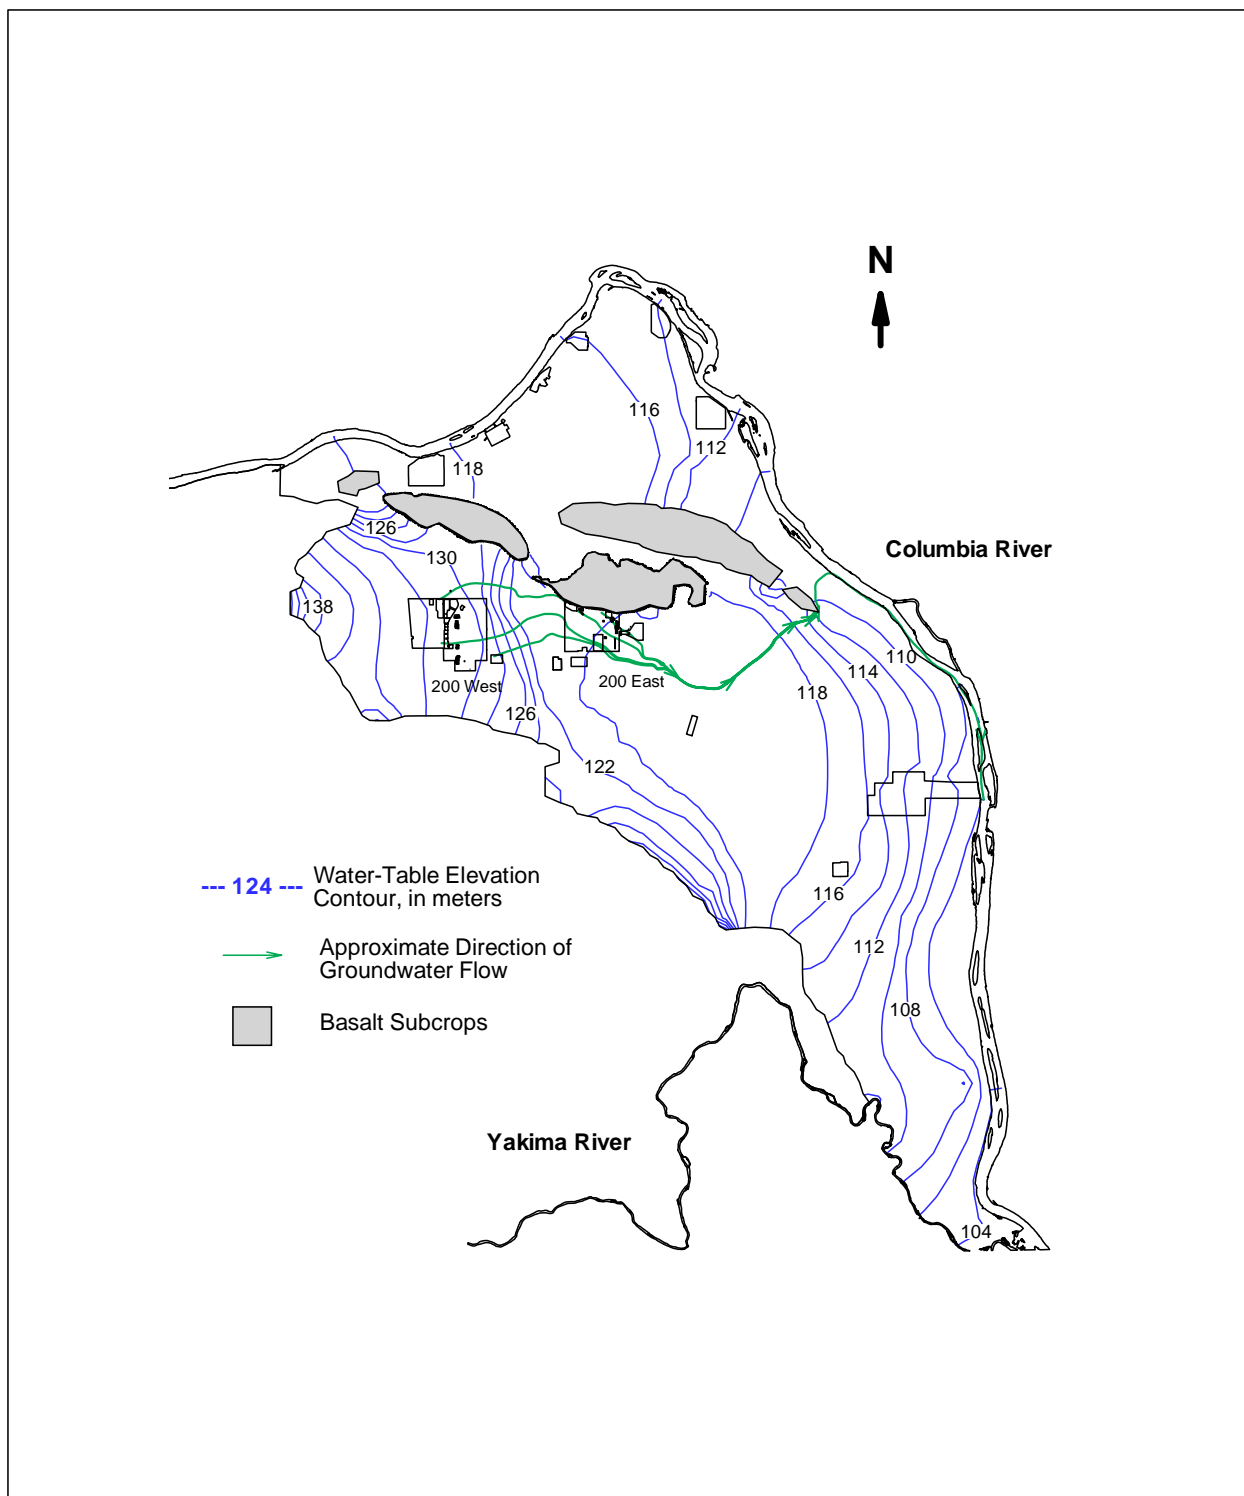 N
116
112
118
Columbia River
126
130
138
110
114
200 West
200 East
118
126
122
--- 124 ---
Water-Table Elevation
Contour, in meters
116
Approximate Direction of
Groundwater Flow
112
108
Basalt Subcrops
Yakima River
104